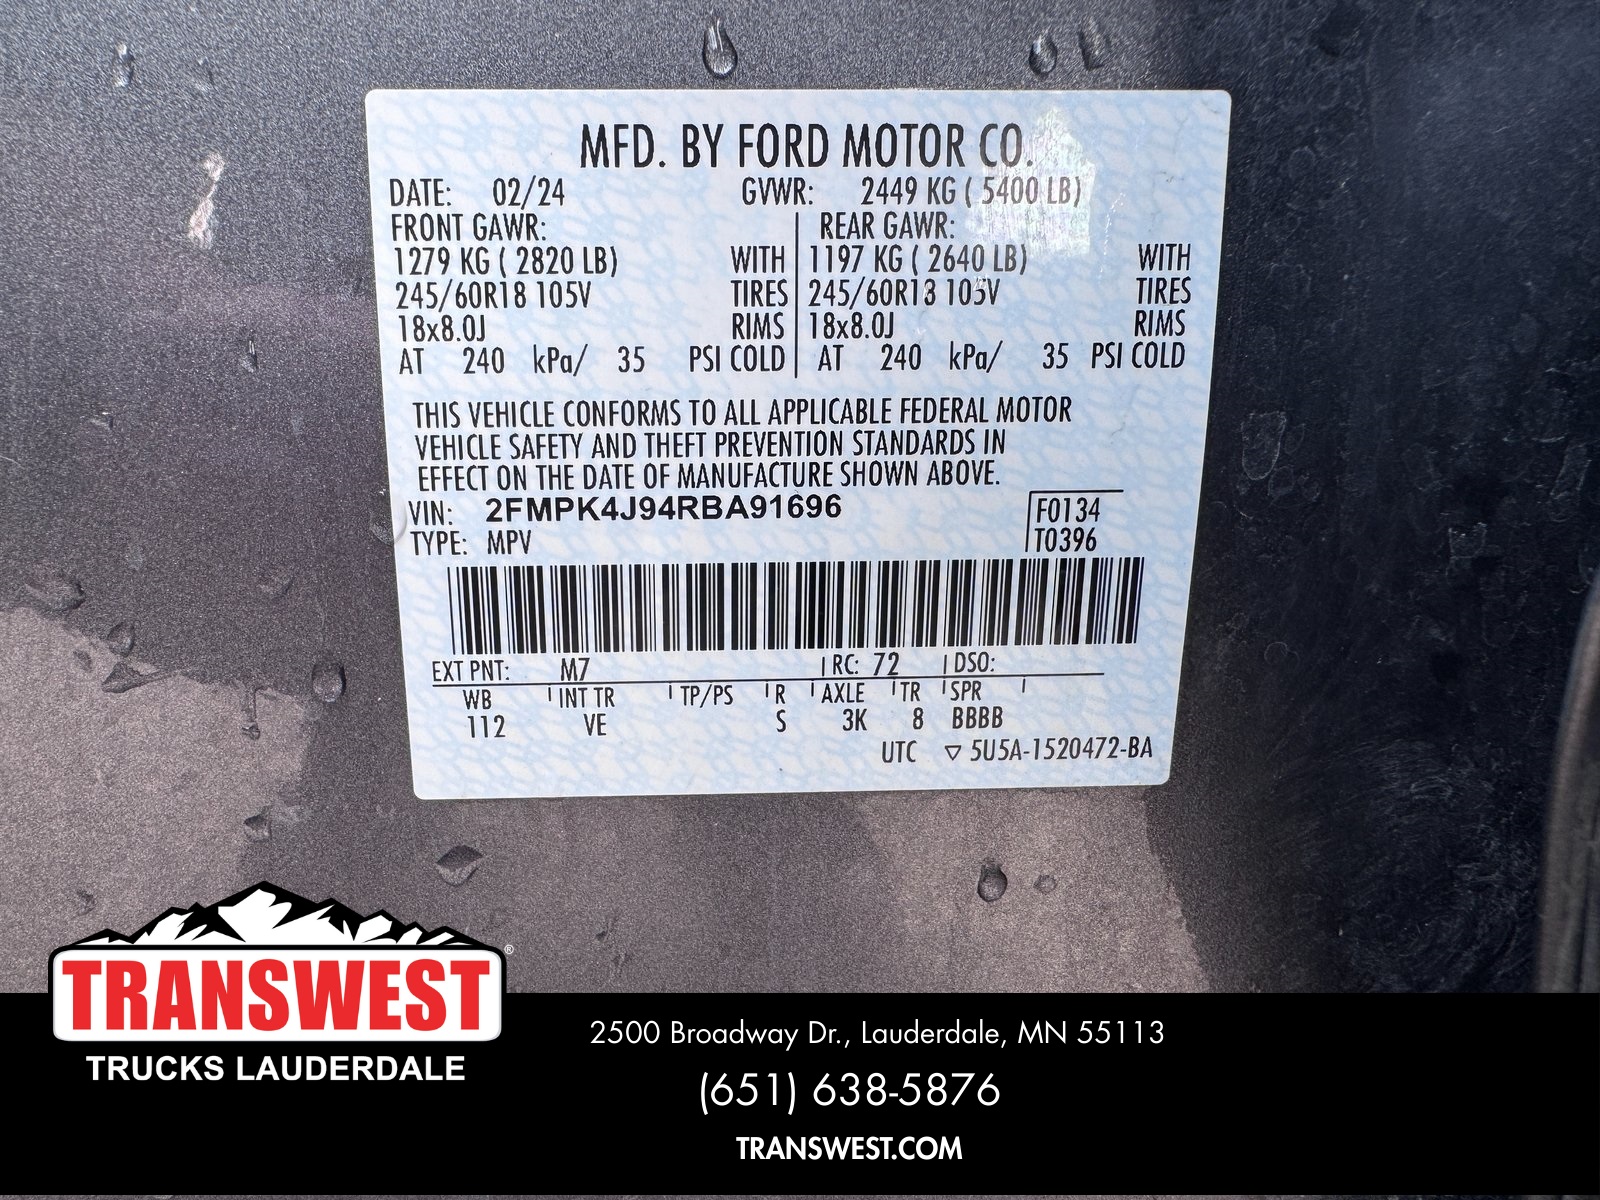 MFD. BY FORD MOTOR CO.
DATE: 02/24 GVWR: 2449 KG ( 5400 LB)
FRONT GAWR: REAR GAWR:
1279 KG ( 2820 LB) WITH 1197 KG ( 2640 LB) WITH
245/60R18 105V TIRES 245/60R18 105V TIRES
18x8.0J RIMS 18x8.0J RIMS
AT 240 kPa/ 35 PSI COLD AT 240 kPa/ 35 PSI COLD
THIS VEHICLE CONFORMS TO ALL APPLICABLE FEDERAL MOTOR
VEHICLE SAFETY AND THEFT PREVENTION STANDARDS IN
EFFECT ON THE DATE OF MANUFACTURE SHOWN ABOVE.
VIN: 2FMPK4J94RBA91696 F0134
TYPE: MPV T0396
EXT PNT: M7 RC: 72 DSO:
WB INT TR TP/PS R AXLE TR SPR
112 VE S 3K 8 BBBB
UTC ▽ 5U5A-1520472-BA
TRANSWEST®
TRUCKS LAUDERDALE
2500 Broadway Dr., Lauderdale, MN 55113
(651) 638-5876
TRANSWEST.COM